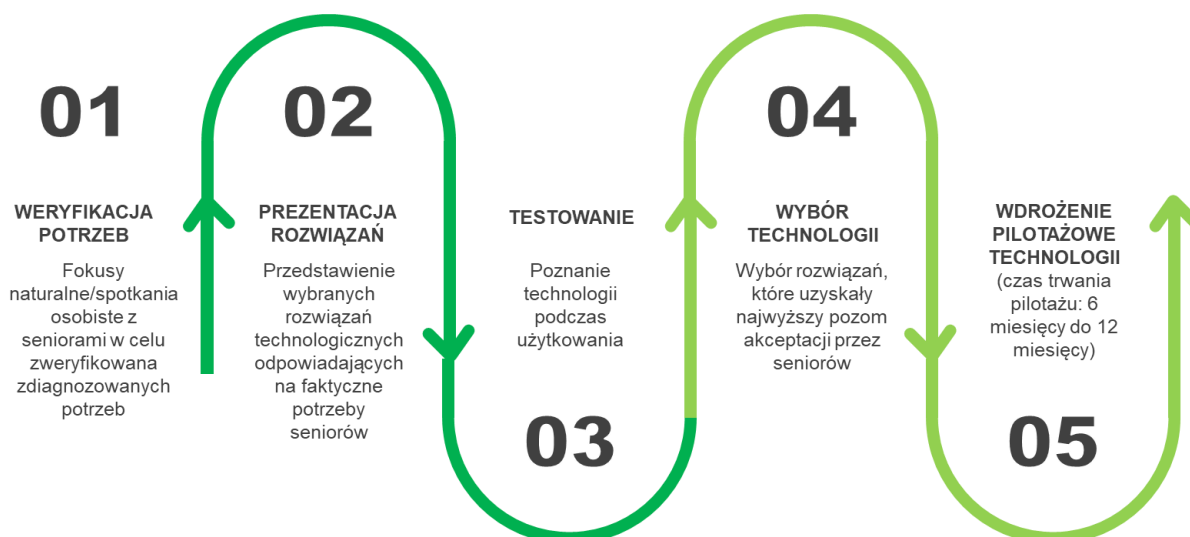 01
WERYFIKACJA
POTRZEB
Fokusy
naturalne/spotkania
osobiste z
seniorami w celu
zweryfikowana
zdiagnozowanych
potrzeb
02
PREZENTACJA
ROZWIĄZAŃ
Przedstawienie
wybranych
rozwiązań
technologicznych
odpowiadających
na faktyczne
potrzeby
seniorów
TESTOWANIE
Poznanie
technologii
podczas
użytkowania
03
04
WYBÓR
TECHNOLOGII
Wybór rozwiązań,
które uzyskały
najwyższy pozom
akceptacji przez
seniorów
WDROŻENIE
PILOTAŻOWE
TECHNOLOGII
(czas trwania
pilotażu: 6
miesięcy do 12
miesięcy)
05